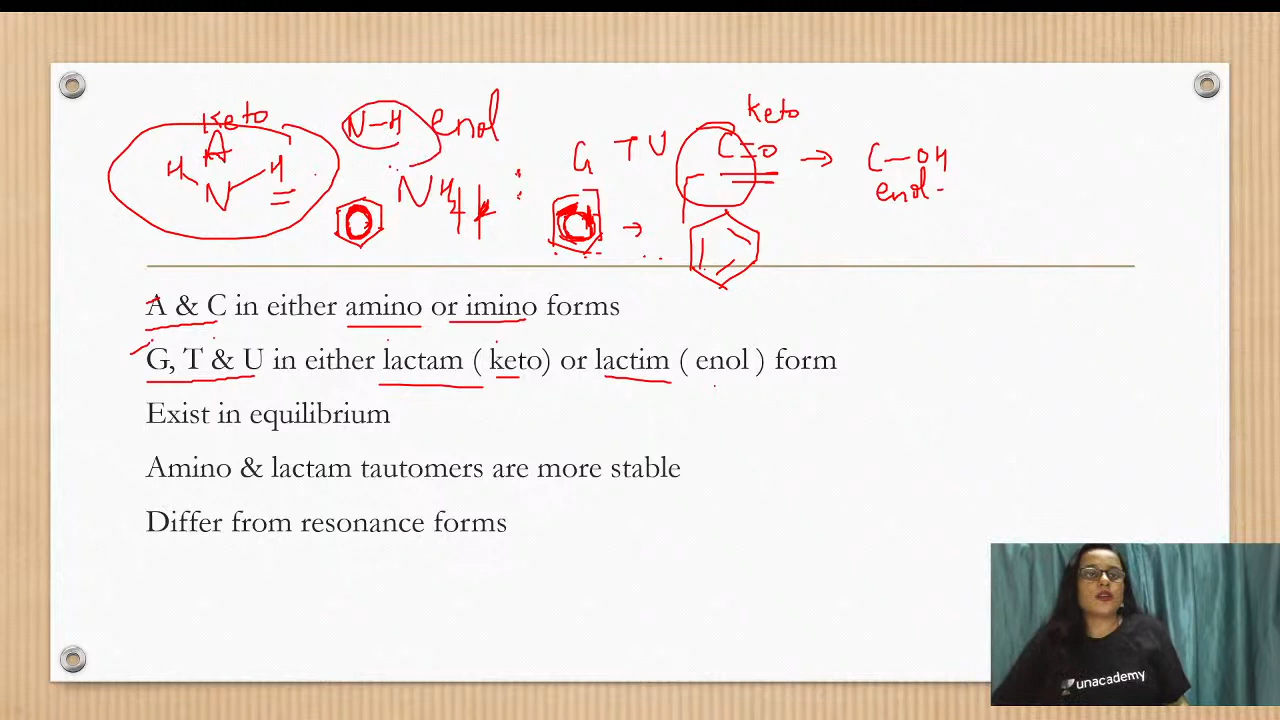 Keto N-H enol
A
H H
N
NH
G T U
Keto
C=O → C-OH
enol
A & C in either amino or imino forms
G, T & U in either lactam ( keto) or lactim ( enol ) form
Exist in equilibrium
Amino & lactam tautomers are more stable
Differ from resonance forms
unacademy